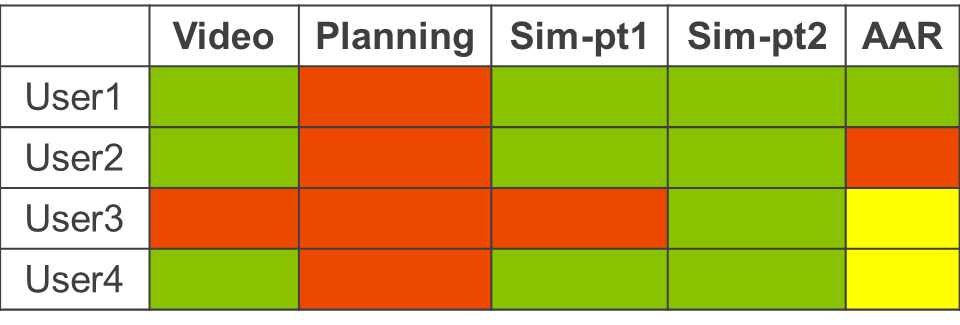 Video Planning Sim-pt1 Sim-pt2 AAR
User1
User2
User3
User4